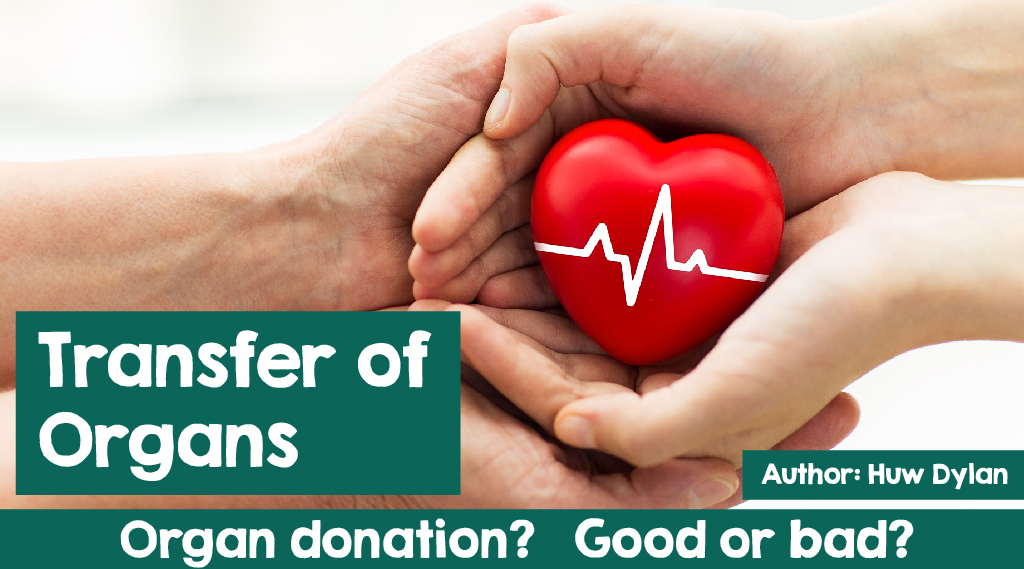 Transfer of
Organs
Author: Huw Dylan
Organ donation? Good or bad?